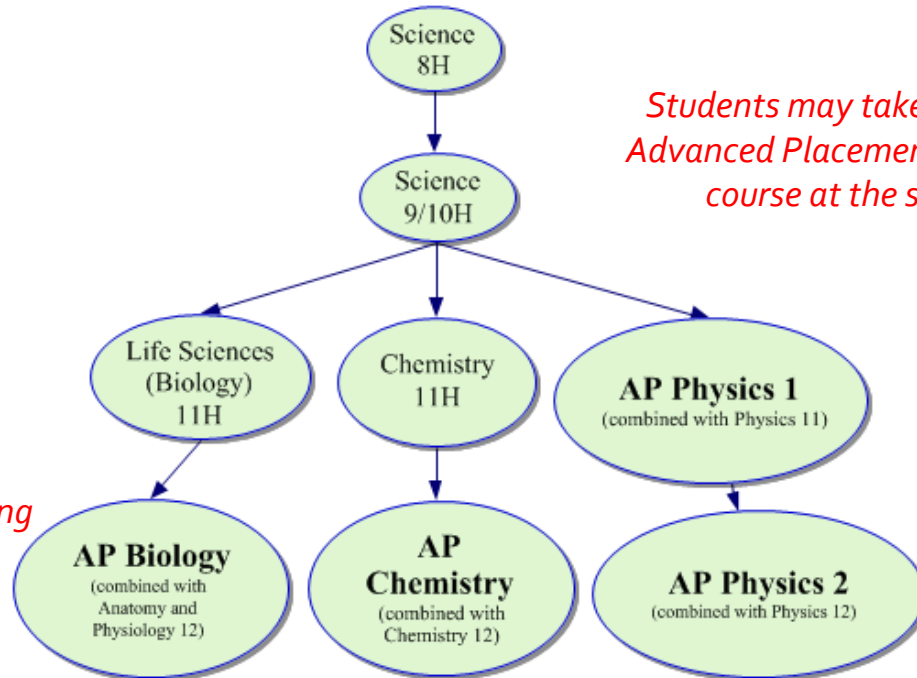 Science
8H
Students may take
Advanced Placemen
course at the s
Science
9/10H
Life Sciences
(Biology)
11H
Chemistry
11H
AP Physics 1
(combined with Physics 11)
ng
AP Biology
(combined with
Anatomy and
Physiology 12)
AP
Chemistry
(combined with
Chemistry 12)
AP Physics 2
(combined with Physics 12)